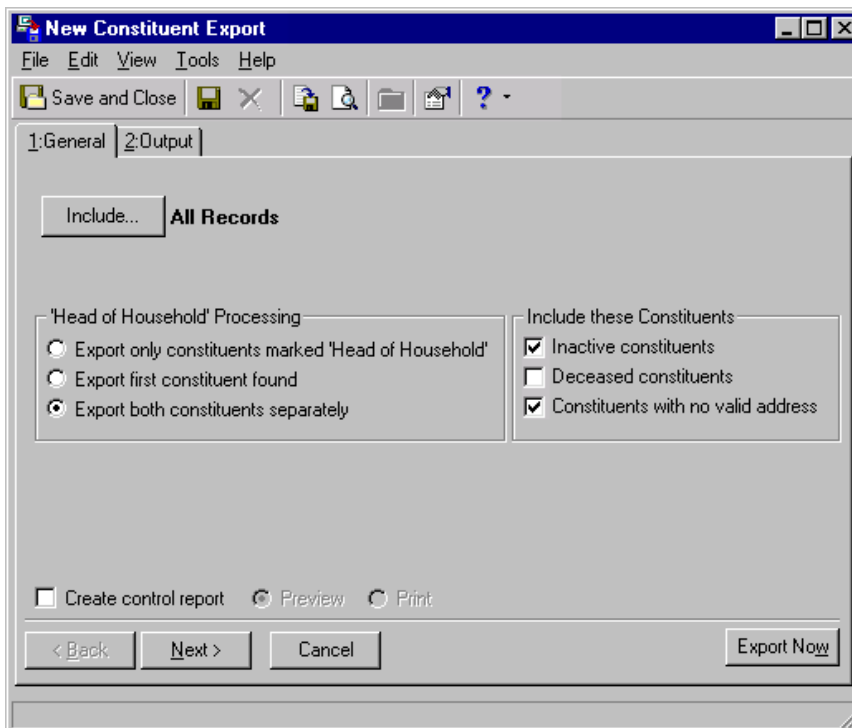 New Constituent Export
File Edit View Tools Help
Save and Close ?
1:General 2:Output
Include... All Records
'Head of Household' Processing
Export only constituents marked 'Head of Household'
Export first constituent found
Export both constituents separately
Include these Constituents
Inactive constituents
Deceased constituents
Constituents with no valid address
Create control report Preview Print
< Back Next > Cancel Export Now